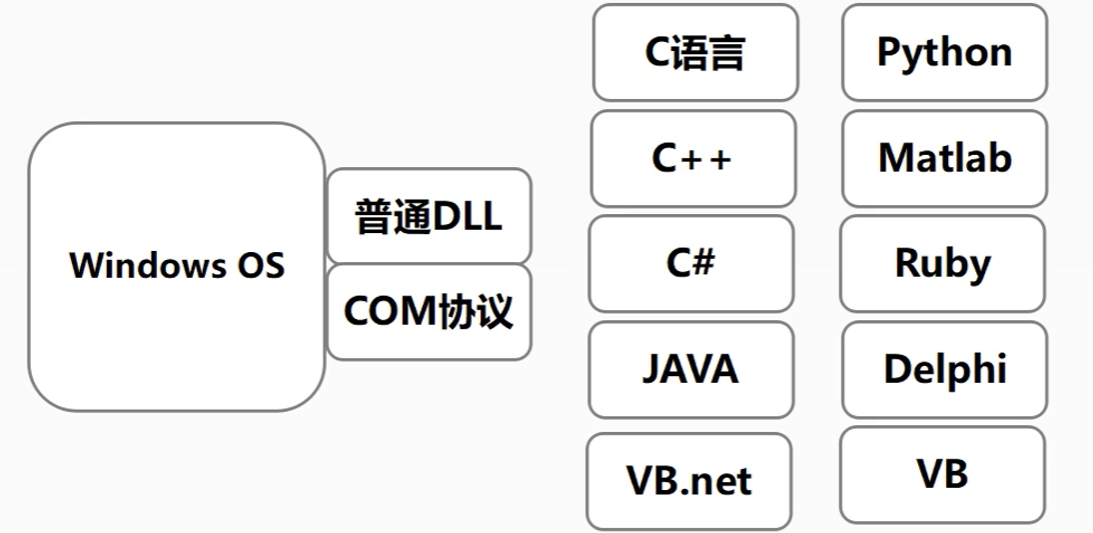 Windows OS
普通DLL
COM协议
C语言
Python
C++
Matlab
C#
Ruby
JAVA
Delphi
VB.net
VB